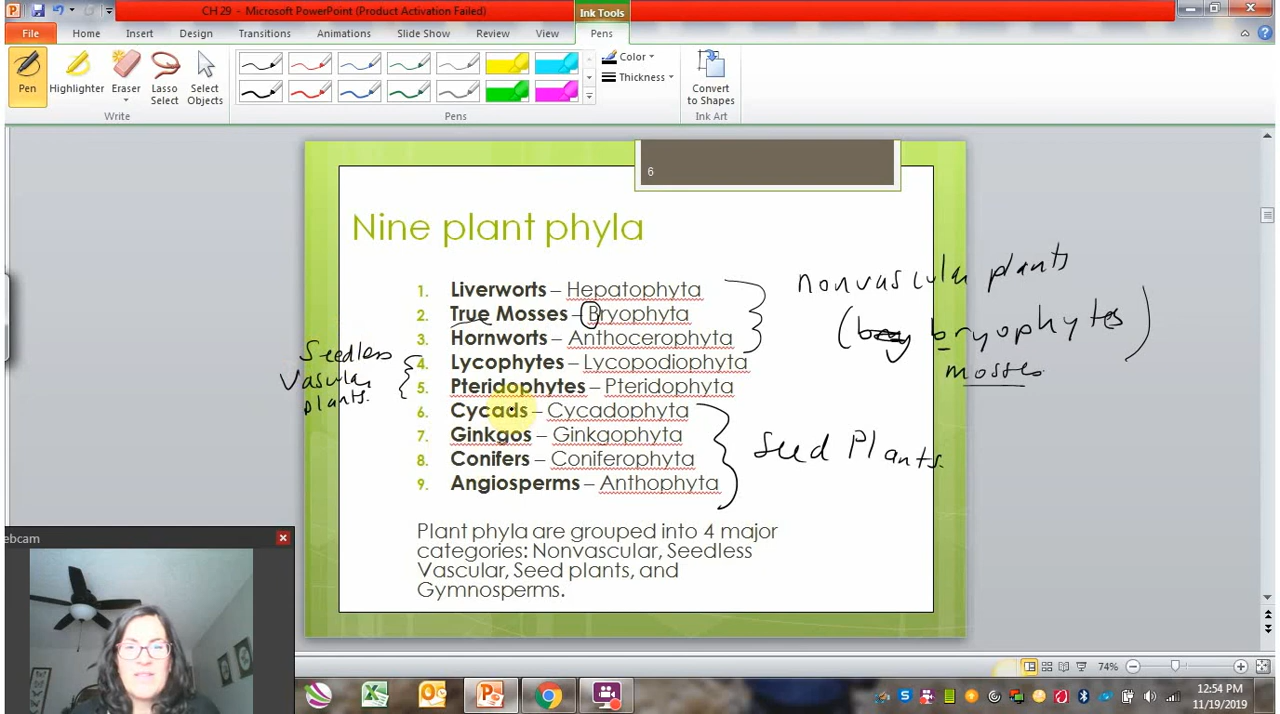 CH 29 - Microsoft PowerPoint (Product Activation Failed)
Ink Tools
File Home Insert Design Transitions Animations Slide Show Review View Pens
Pen Highlighter Eraser Lasso Select Select Objects
Color
Thickness
Convert to Shapes
Write Pens Ink Art
6
Nine plant phyla
1. Liverworts – Hepatophyta
2. True Mosses – Bryophyta
3. Hornworts – Anthocerophyta
4. Lycophytes – Lycopodiophyta
5. Pteridophytes – Pteridophyta
6. Cycads – Cycadophyta
7. Ginkgos – Ginkgophyta
8. Conifers – Coniferophyta
9. Angiosperms – Anthophyta
nonvascular plants
(bryophytes)
mosses
Seedless
Vascular
plants.
Seed Plants.
Plant phyla are grouped into 4 major
categories: Nonvascular, Seedless
Vascular, Seed plants, and
Gymnosperms.
ebcam
74%
12:54 PM
11/19/2019